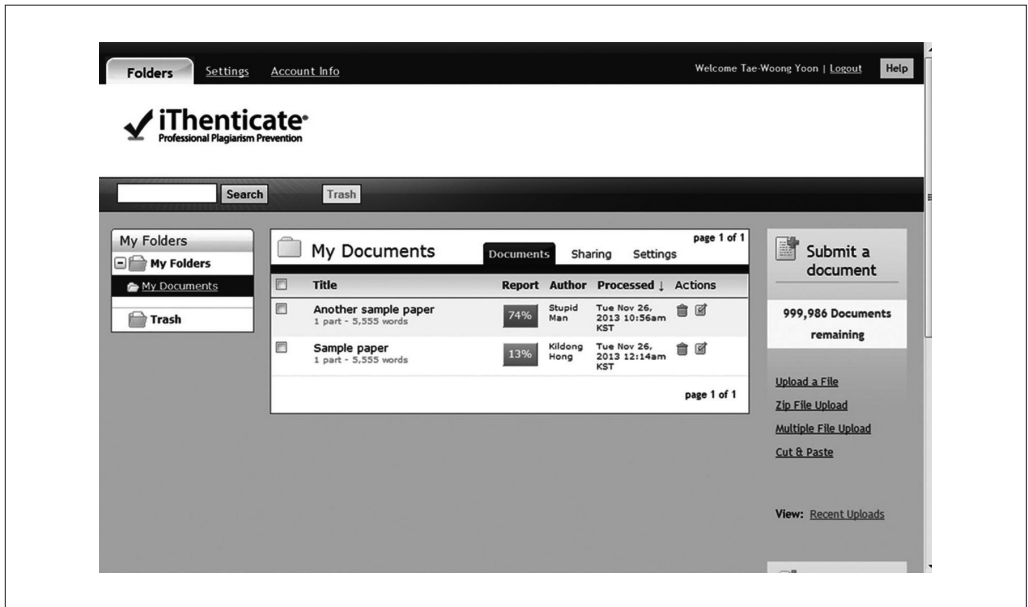 Folders Settings Account Info Welcome Tae-Woong Yoon | Logout Help
iThenticate®
Professional Plagiarism Prevention
Search Trash
My Folders
My Folders
My Documents
Trash
My Documents
Documents Sharing Settings
page 1 of 1
Title Report Author Processed ↓ Actions
Another sample paper
1 part - 5,555 words
74%
Stupid
Man
Tue Nov 26,
2013 10:56am
KST
Sample paper
1 part - 5,555 words
13%
Kildong
Hong
Tue Nov 26,
2013 12:14am
KST
page 1 of 1
Submit a
document
999,986 Documents
remaining
Upload a File
Zip File Upload
Multiple File Upload
Cut & Paste
View: Recent Uploads